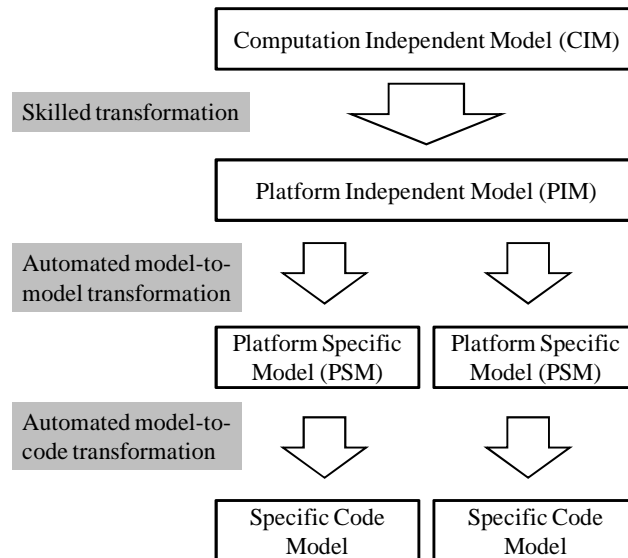 Computation Independent Model (CIM)
Skilled transformation
Platform Independent Model (PIM)
Automated model-to-
model transformation
Platform Specific
Model (PSM)
Platform Specific
Model (PSM)
Automated model-to-
code transformation
Specific Code
Model
Specific Code
Model